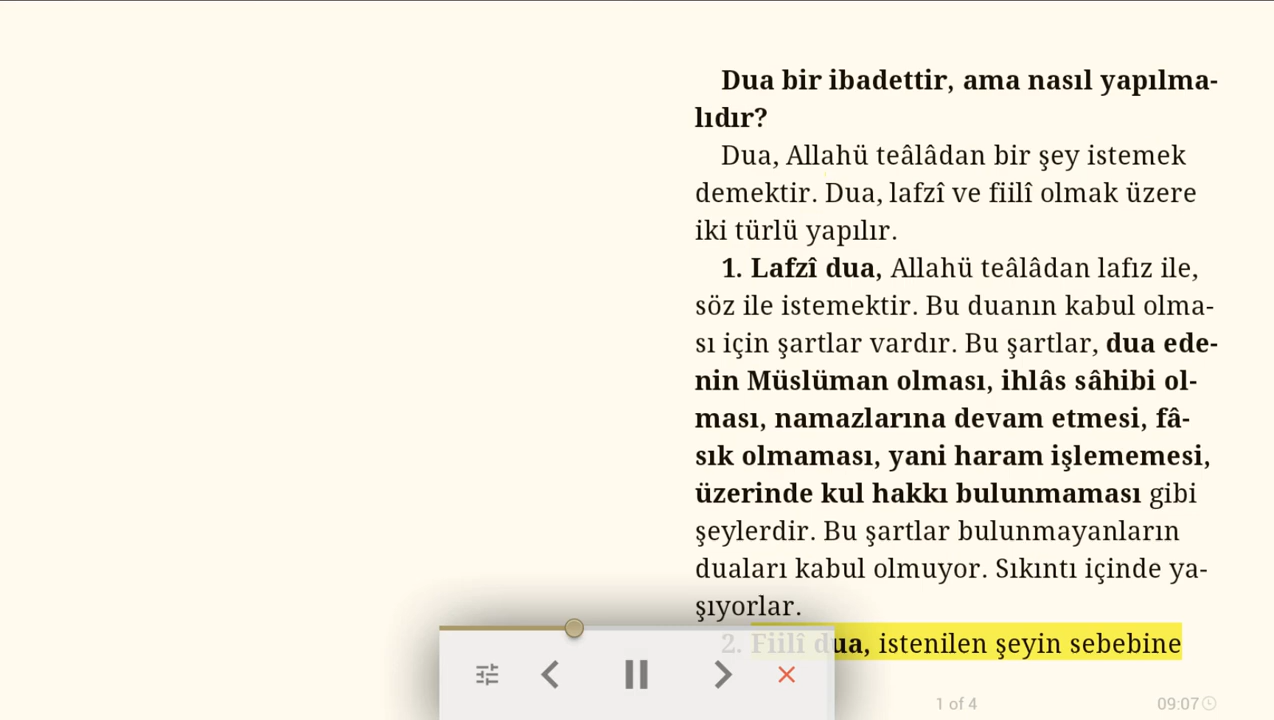 Dua bir ibadettir, ama nasıl yapılma-
lıdır?
Dua, Allahü teâlâdan bir şey istemek
demektir. Dua, lafzî ve fiilî olmak üzere
iki türlü yapılır.
1. Lafzî dua, Allahü teâlâdan lafız ile,
söz ile istemektir. Bu duanın kabul olma-
sı için şartlar vardır. Bu şartlar, dua ede-
nin Müslüman olması, ihlâs sâhibi ol-
ması, namazlarına devam etmesi, fâ-
sık olmaması, yani haram işlememesi,
üzerinde kul hakkı bulunmaması gibi
şeylerdir. Bu şartlar bulunmayanların
duaları kabul olmuyor. Sıkıntı içinde ya-
şıyorlar.
2. Fiilî dua, istenilen şeyin sebebine
1 of 4
09:07